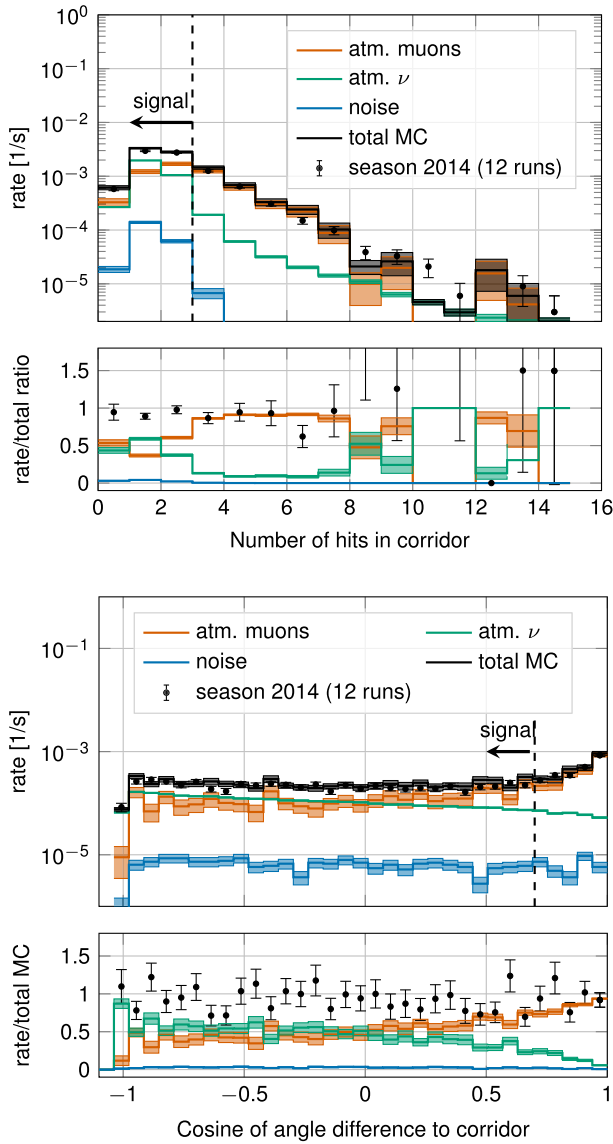 10⁰
10⁻¹
10⁻²
10⁻³
10⁻⁴
10⁻⁵
rate [1/s]
atm. muons
atm. ν
noise
total MC
season 2014 (12 runs)
signal
1.5
1
0.5
0
rate/total ratio
0 2 4 6 8 10 12 14 16
Number of hits in corridor
10⁻¹
10⁻³
10⁻⁵
rate [1/s]
atm. muons atm. ν
noise total MC
season 2014 (12 runs)
signal
1.5
1
0.5
0
rate/total MC
−1 −0.5 0 0.5 1
Cosine of angle difference to corridor